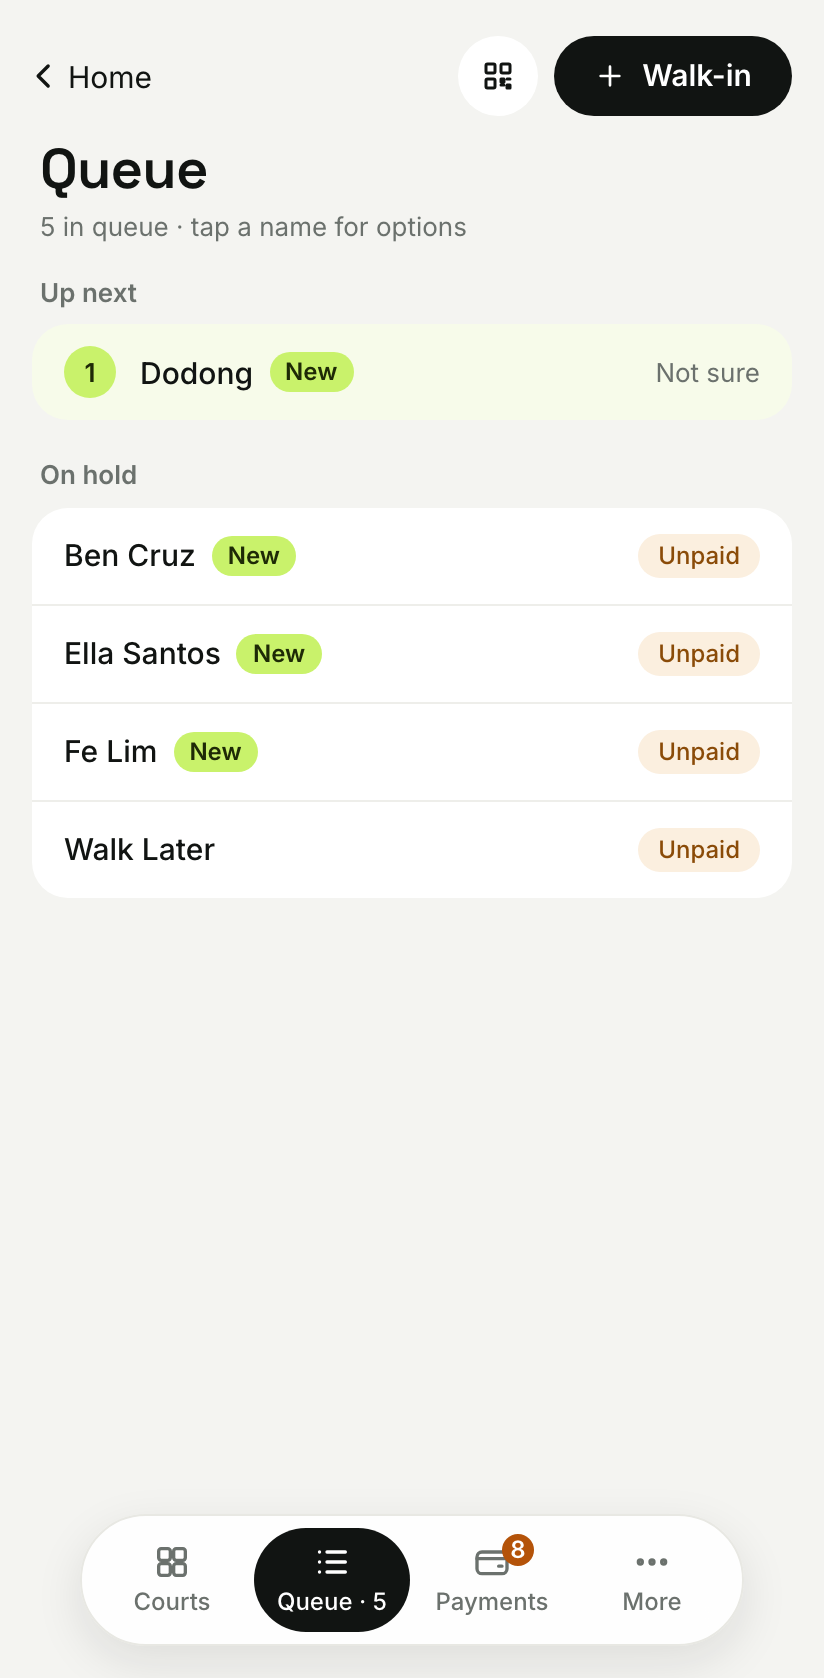 Home
Walk-in
Queue
5 in queue · tap a name for options
Up next
1 Dodong New Not sure
On hold
Ben Cruz New Unpaid
Ella Santos New Unpaid
Fe Lim New Unpaid
Walk Later Unpaid
8
Courts Queue · 5 Payments More